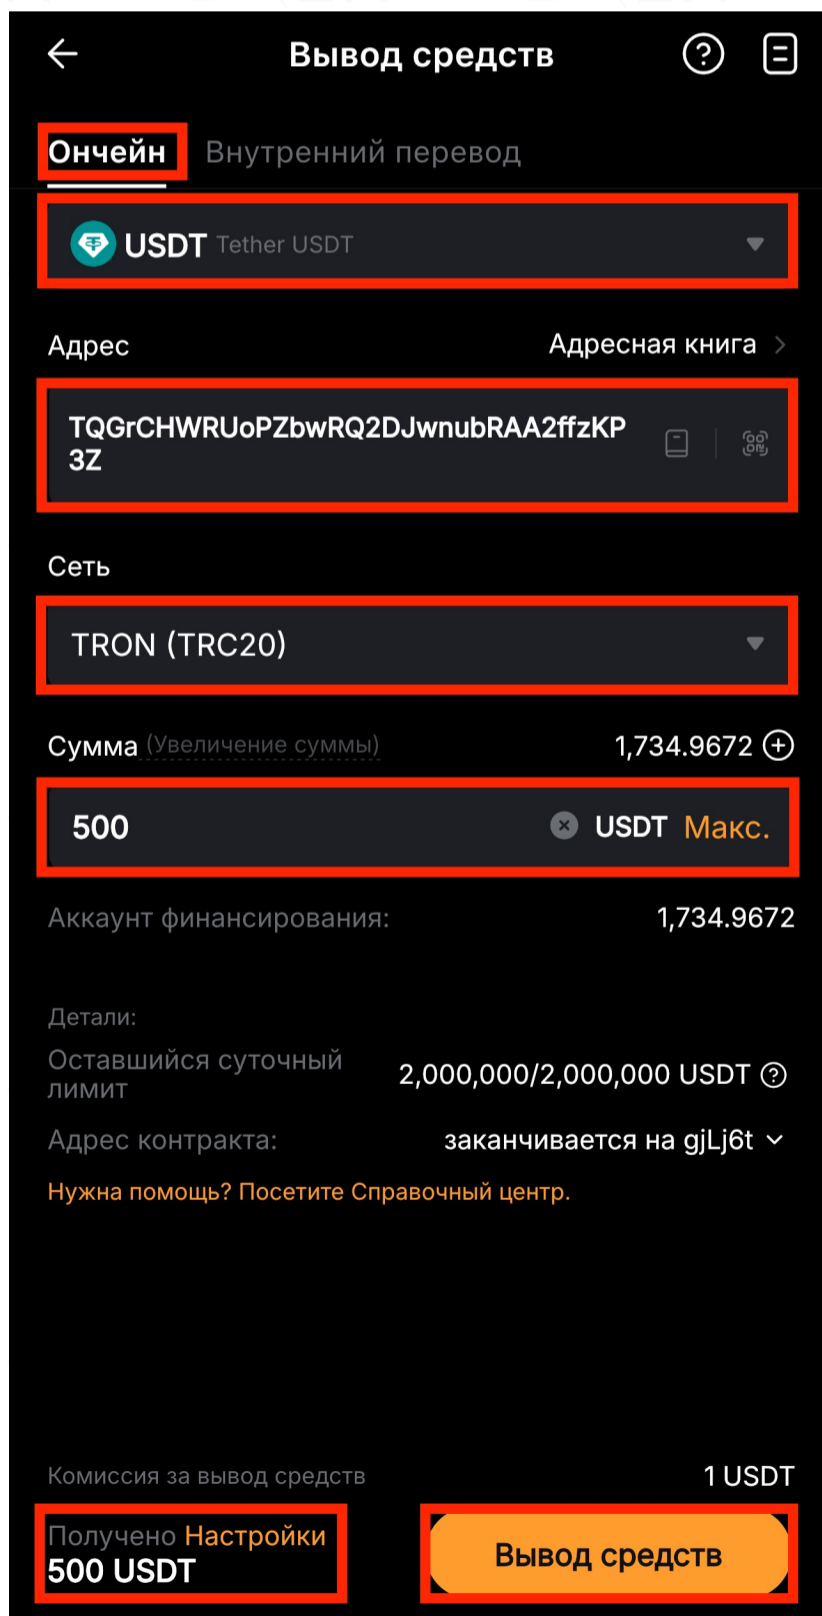 Вывод средств
Ончейн Внутренний перевод
USDT Tether USDT
Адрес Адресная книга
TQGrCHWRUoPZbwRQ2DJwnubRAA2ffzKP
3Z
Сеть
TRON (TRC20)
Сумма (Увеличение суммы) 1,734.9672
500 USDT Макс.
Аккаунт финансирования: 1,734.9672
Детали:
Оставшийся суточный
лимит 2,000,000/2,000,000 USDT
Адрес контракта: заканчивается на gjLj6t
Нужна помощь? Посетите Справочный центр.
Комиссия за вывод средств 1 USDT
Получено Настройки
500 USDT
Вывод средств